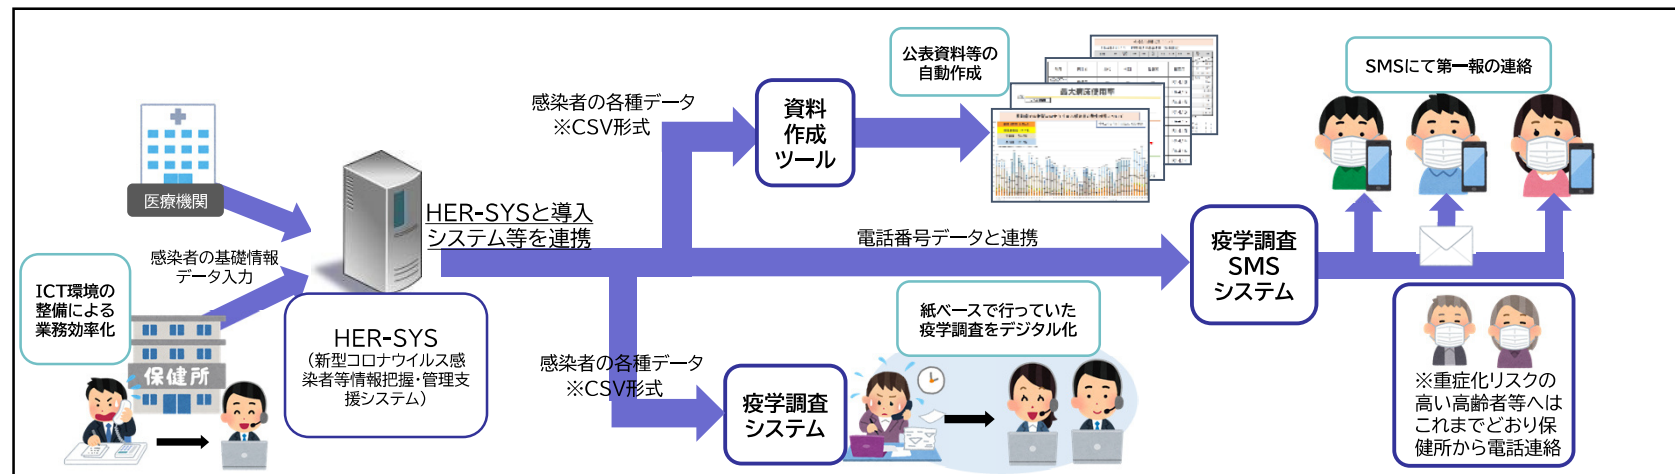 医療機関
感染者の基礎情報
データ入力
ICT環境の
整備による
業務効率化
保健所
HER-SYS
（新型コロナウイルス感
染者等情報把握・管理支
援システム）
HER-SYSと導入
システム等を連携
感染者の各種データ
※CSV形式
資料
作成
ツール
公表資料等の
自動作成
最大病床使用率
電話番号データと連携
疫学調査
SMS
システム
SMSにて第一報の連絡
※重症化リスクの
高い高齢者等へは
これまでどおり保
健所から電話連絡
感染者の各種データ
※CSV形式
疫学調査
システム
紙ベースで行っていた
疫学調査をデジタル化